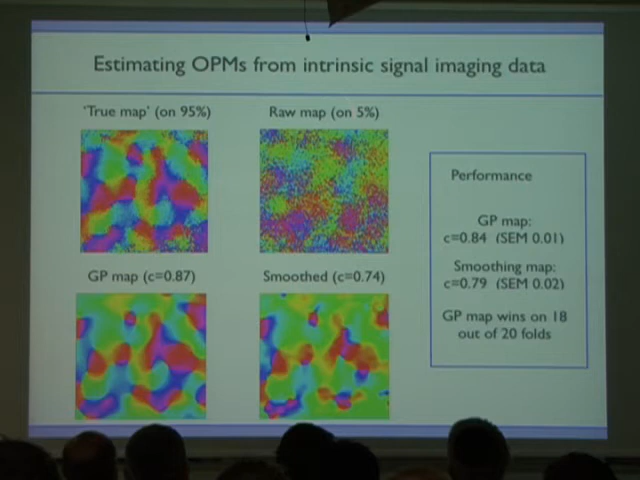 Estimating OPMs from intrinsic signal imaging data
'True map' (on 95%)
Raw map (on 5%)
GP map (c=0.87)
Smoothed (c=0.74)
Performance
GP map:
c=0.84 (SEM 0.01)
Smoothing map:
c=0.79 (SEM 0.02)
GP map wins on 18
out of 20 folds